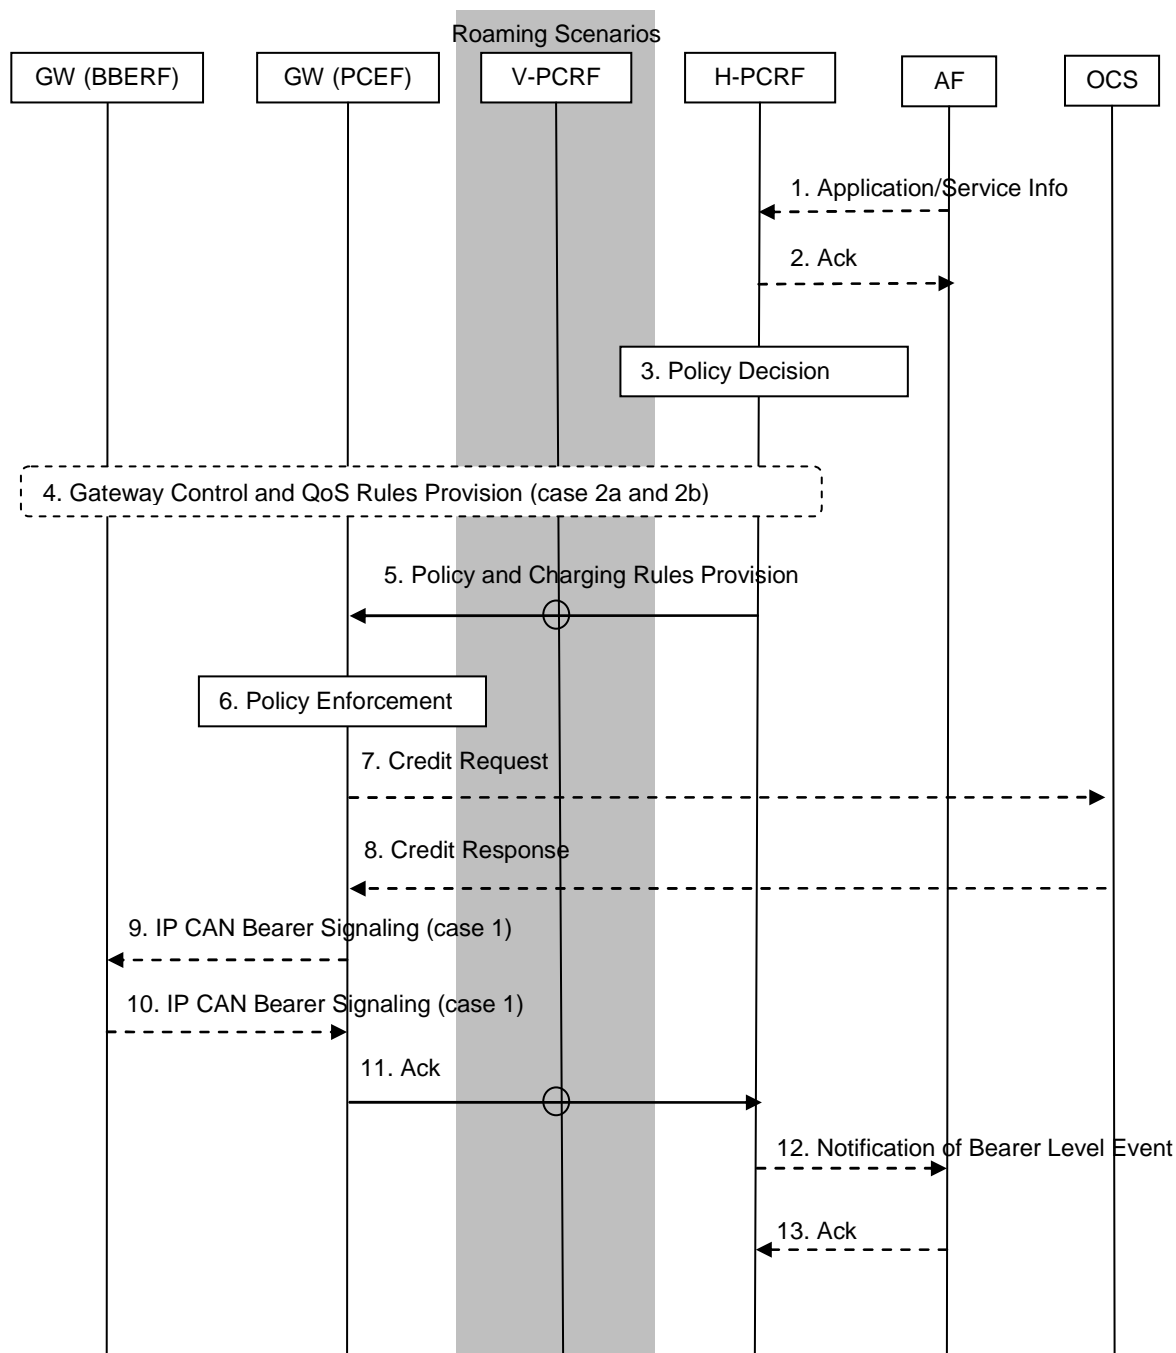 Roaming Scenarios
GW (BBERF)
GW (PCEF)
V-PCRF
H-PCRF
AF
OCS
1. Application/Service Info
2. Ack
3. Policy Decision
4. Gateway Control and QoS Rules Provision (case 2a and 2b)
5. Policy and Charging Rules Provision
6. Policy Enforcement
7. Credit Request
8. Credit Response
9. IP CAN Bearer Signaling (case 1)
10. IP CAN Bearer Signaling (case 1)
11. Ack
12. Notification of Bearer Level Event
13. Ack